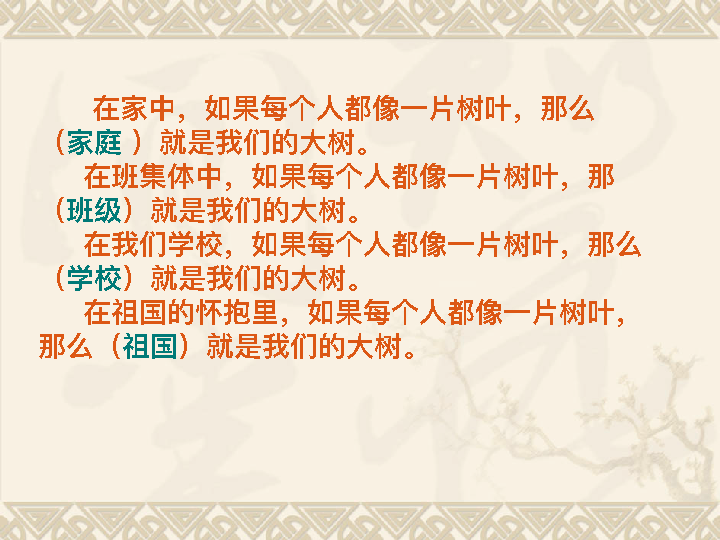 在家中，如果每个人都像一片树叶，那么
（家庭 ）就是我们的大树。
在班集体中，如果每个人都像一片树叶，那
（班级）就是我们的大树。
在我们学校，如果每个人都像一片树叶，那么
（学校）就是我们的大树。
在祖国的怀抱里，如果每个人都像一片树叶，
那么（祖国）就是我们的大树。